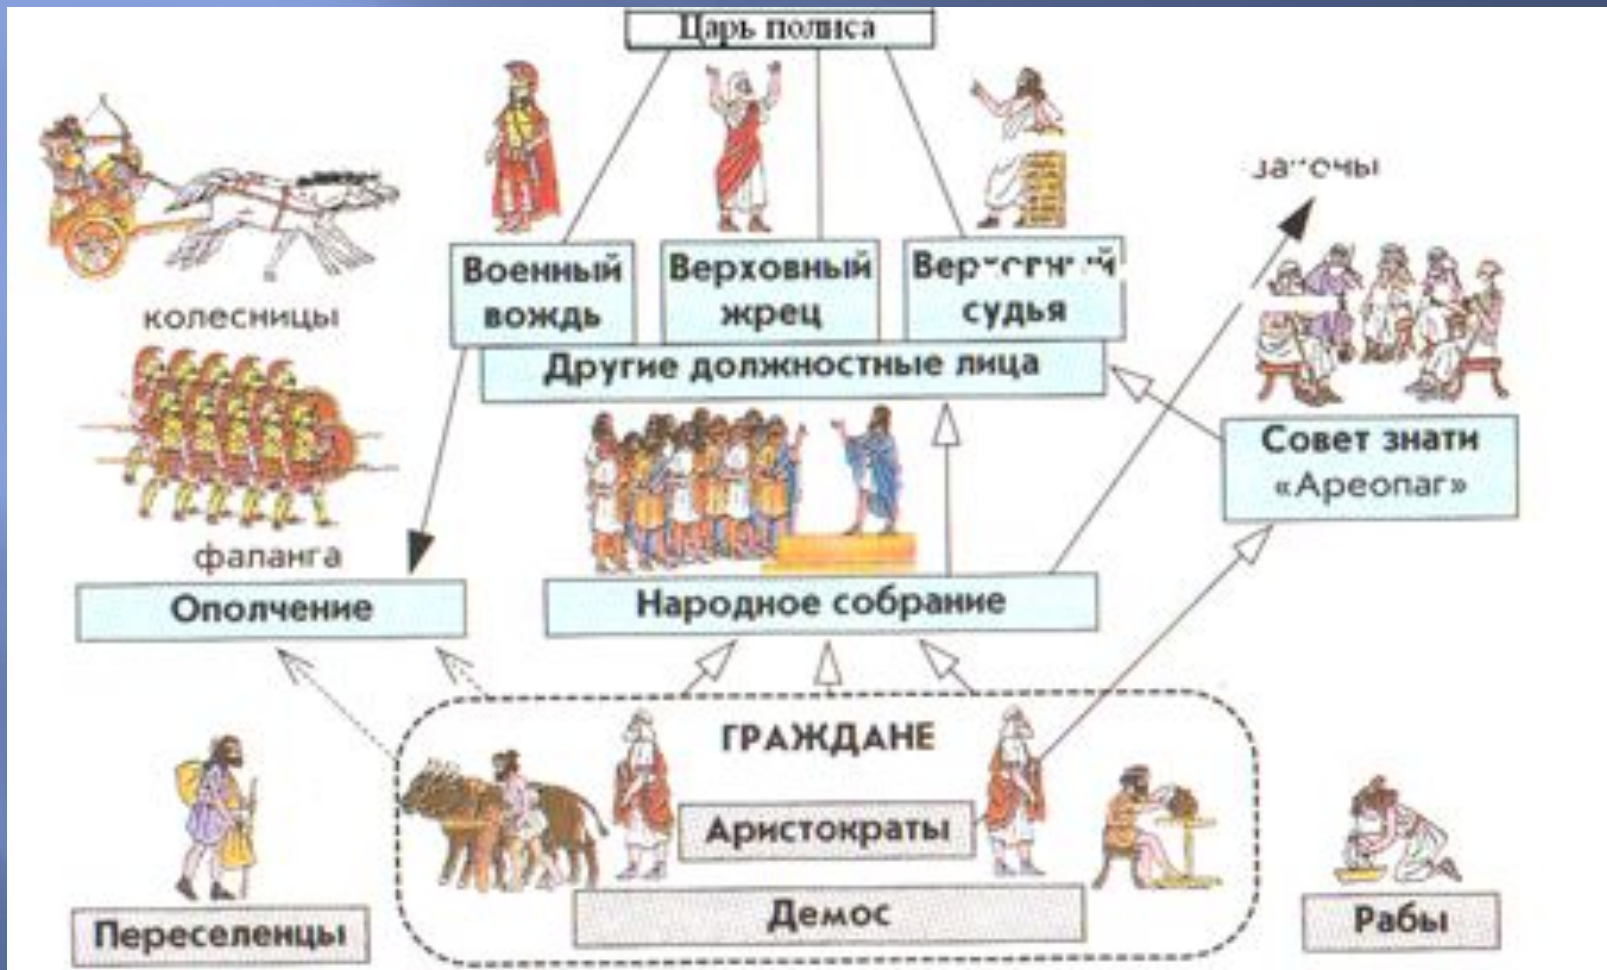 Царь полиса
Военный
вождь
Верховный
жрец
судья
Другие должностные лица
колесницы
фаланга
Ополчение
Совет знати
«Ареопаг»
Народное собрание
ГРАЖДАНЕ
Аристократы
Демос
Переселенцы
Рабы